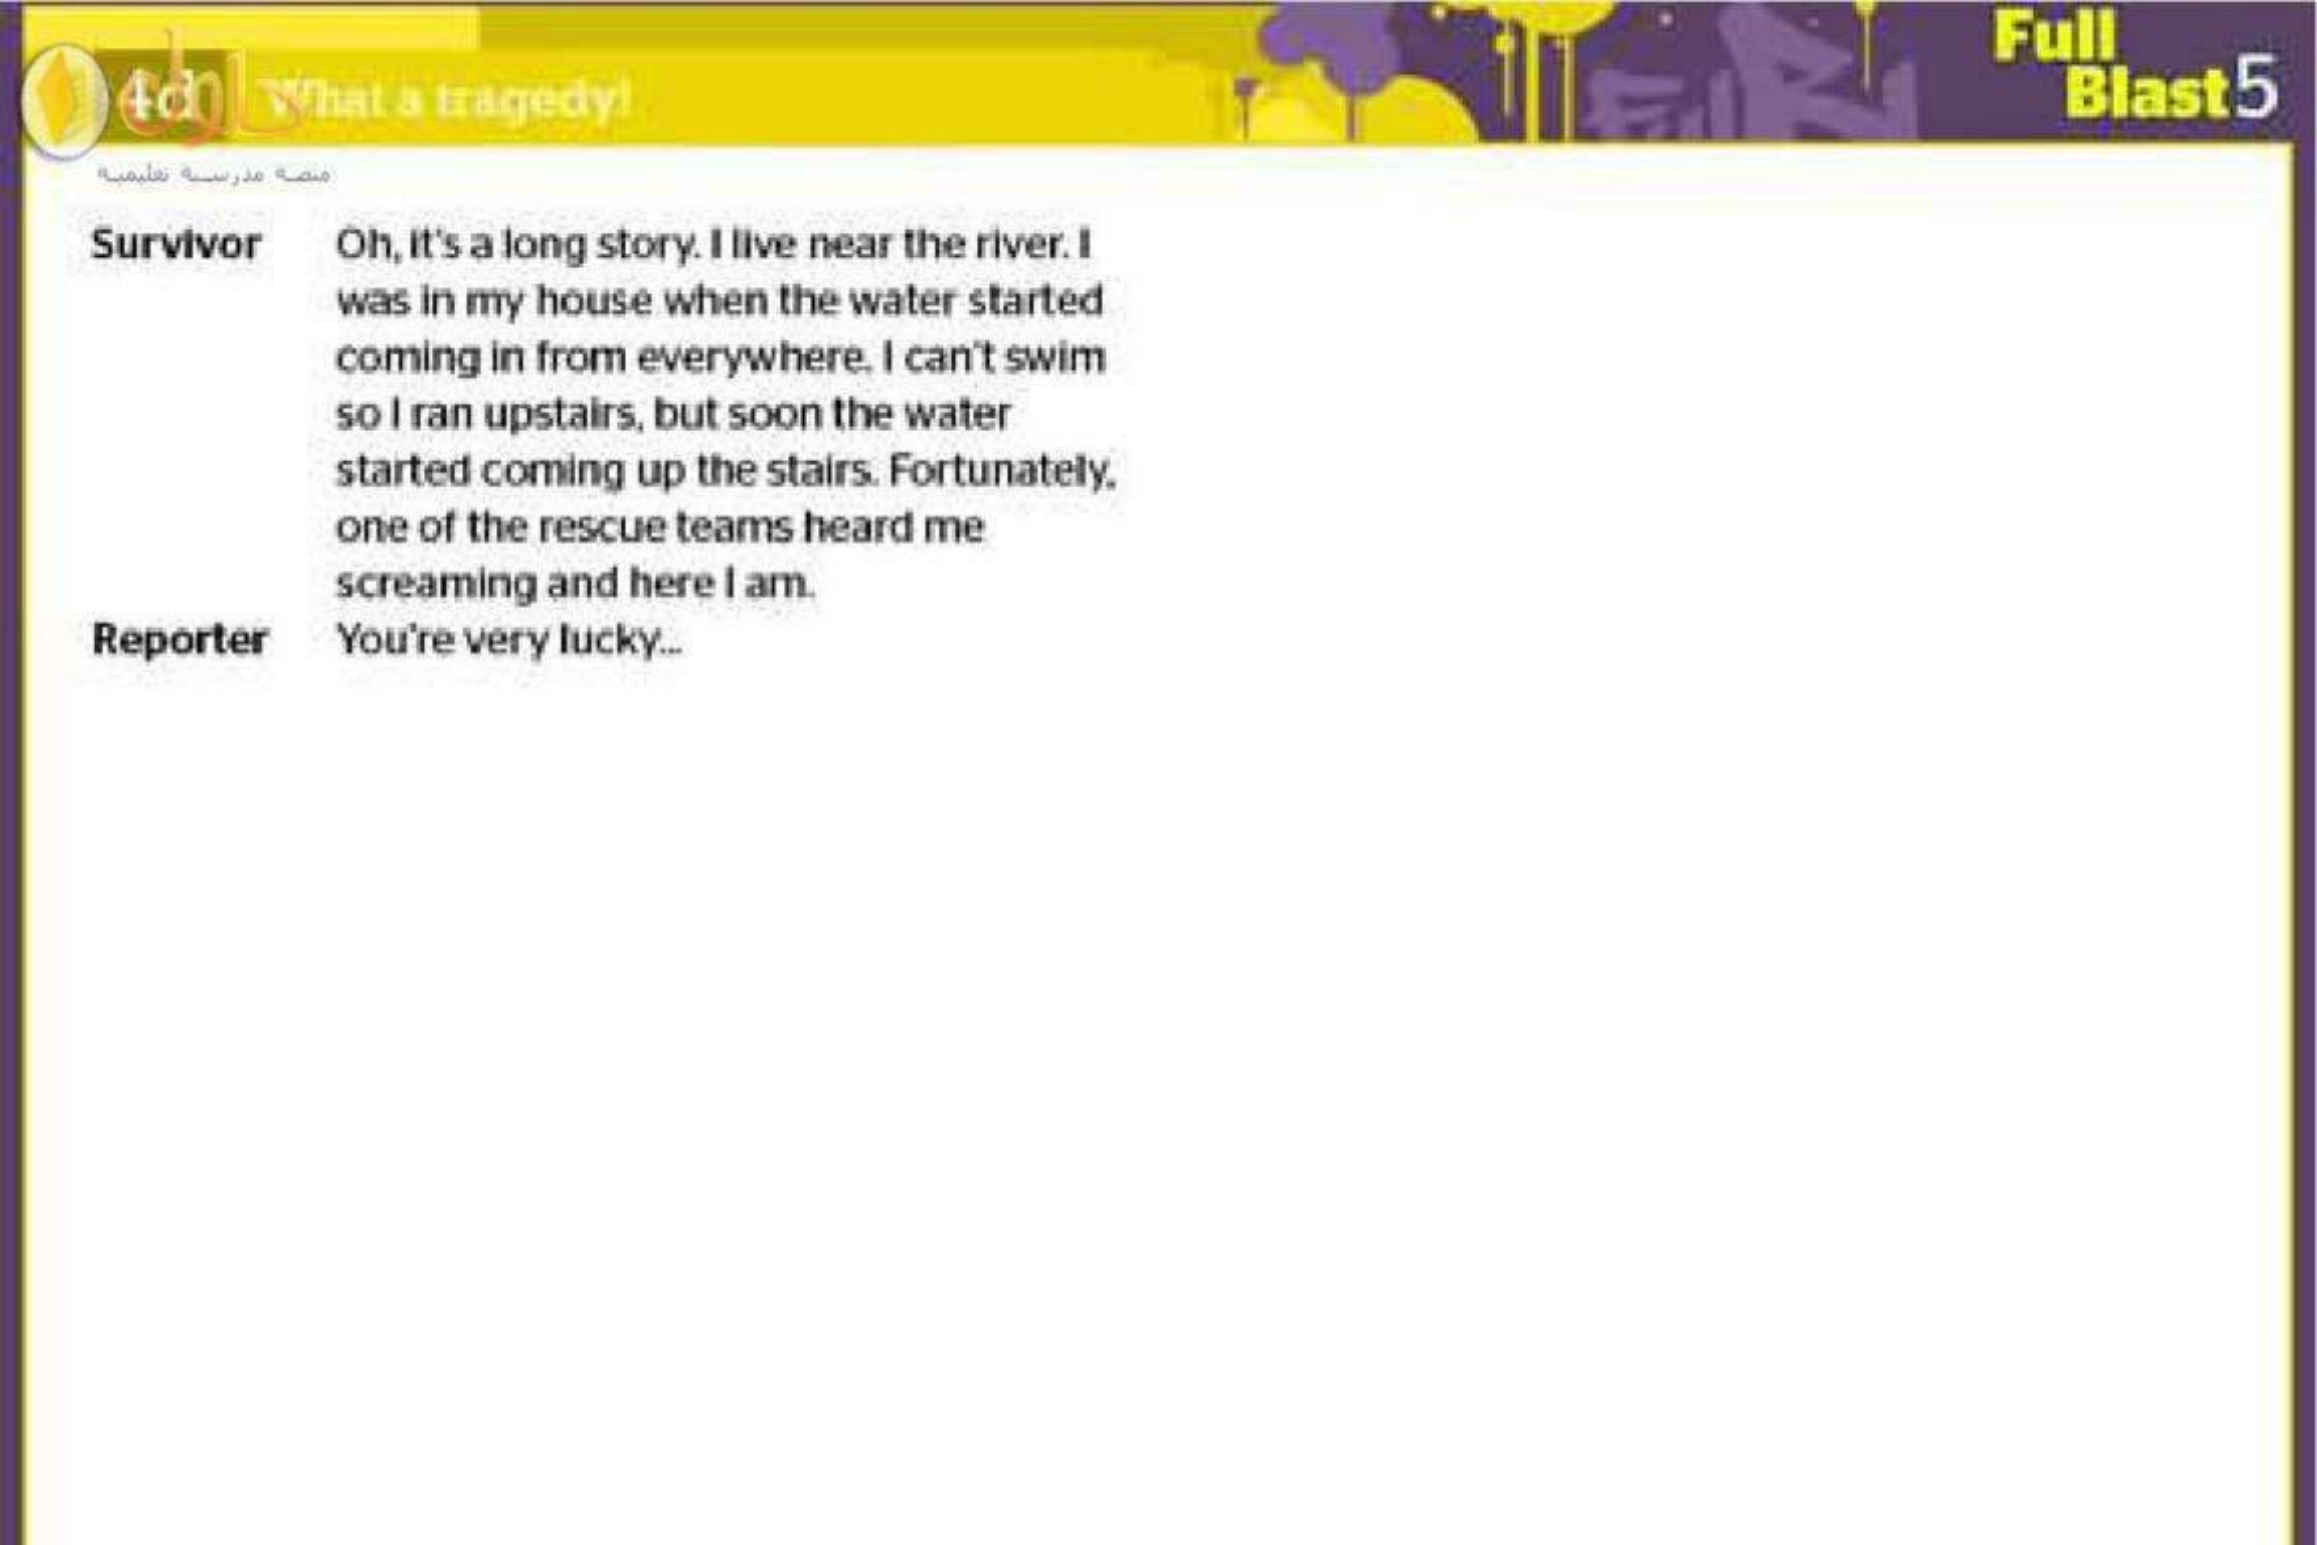 Full
Blast 5
4d What a tragedy!
منصة مدرسية تعليمية
Survivor Oh, it's a long story. I live near the river. I
was in my house when the water started
coming in from everywhere. I can't swim
so I ran upstairs, but soon the water
started coming up the stairs. Fortunately,
one of the rescue teams heard me
screaming and here I am.
Reporter You're very lucky...